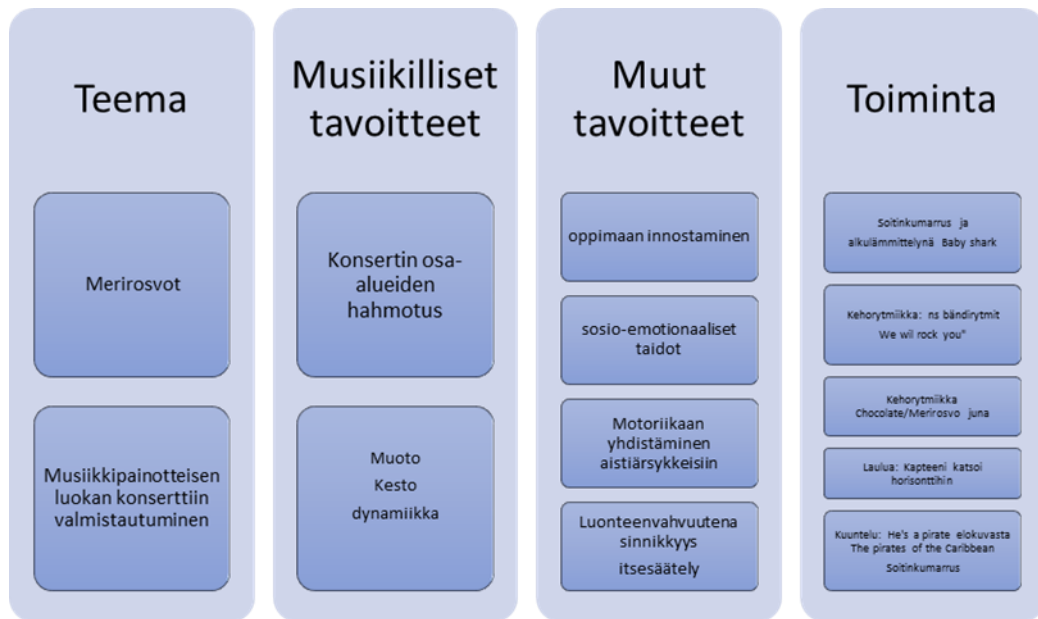 Teema
Merirosvot
Musiikkipainotteisen
luokan konserttiin
valmistautuminen
Musiikilliset
tavoitteet
Konsertin osa-
alueiden
hahmotus
Muoto
Kesto
dynamiikka
Muut
tavoitteet
oppimaan innostaminen
sosio-emotionaaliset
taidot
Motoriikaan
yhdistäminen
aistiärsykkeisiin
Luonteenvahvuutena
sinnikkyys
itsesäätely
Toiminta
Soitinkumarrus ja
alkulämmittelynä Baby shark
Kehorytmiikka: ns bändirytmit
We wil rock you"
Kehorytmiikka
Chocolate/Merirosvo juna
Laulua: Kapteeni katsoi
horisonttihin
Kuuntelu: He's a pirate elokuvasta
The pirates of the Caribbean
Soitinkumarrus